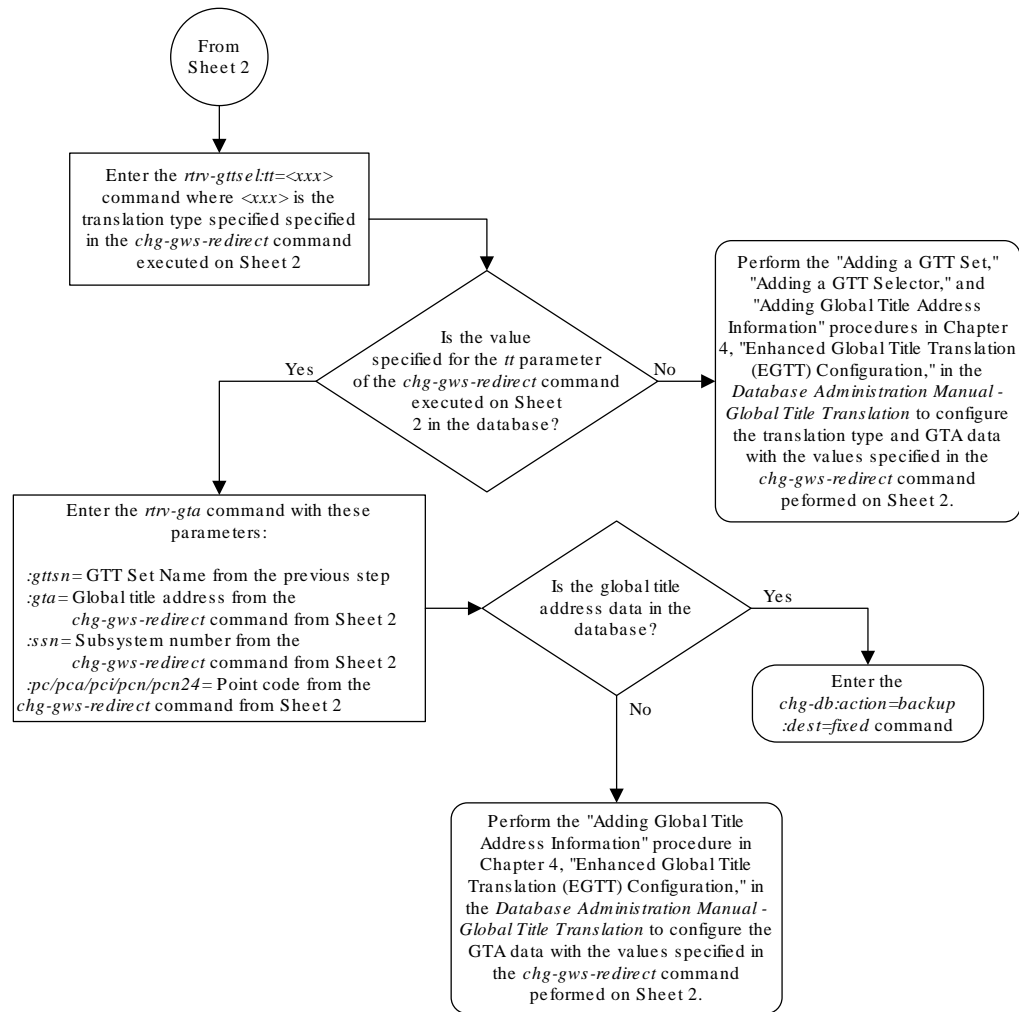 From
Sheet 2
Enter the rtrv-gttsel:tt=<xxx>
command where <xxx> is the
translation type specified specified
in the chg-gws-redirect command
executed on Sheet 2
Is the value
specified for the tt parameter
of the chg-gws-redirect command
executed on Sheet
2 in the database?
Yes
No
Perform the "Adding a GTT Set,"
"Adding a GTT Selector," and
"Adding Global Title Address
Information" procedures in Chapter
4, "Enhanced Global Title Translation
(EGTT) Configuration," in the
Database Administration Manual -
Global Title Translation to configure
the translation type and GTA data
with the values specified in the
chg-gws-redirect command
peformed on Sheet 2.
Enter the rtrv-gta command with these
parameters:
:gttsn= GTT Set Name from the previous step
:gta= Global title address from the
chg-gws-redirect command from Sheet 2
:ssn= Subsystem number from the
chg-gws-redirect command from Sheet 2
:pc/pca/pci/pcn/pcn24= Point code from the
chg-gws-redirect command from Sheet 2
Is the global title
address data in the
database?
Yes
No
Enter the
chg-db:action=backup
:dest=fixed command
Perform the "Adding Global Title
Address Information" procedure in
Chapter 4, "Enhanced Global Title
Translation (EGTT) Configuration," in
the Database Administration Manual -
Global Title Translation to configure the
GTA data with the values specified in
the chg-gws-redirect command
peformed on Sheet 2.